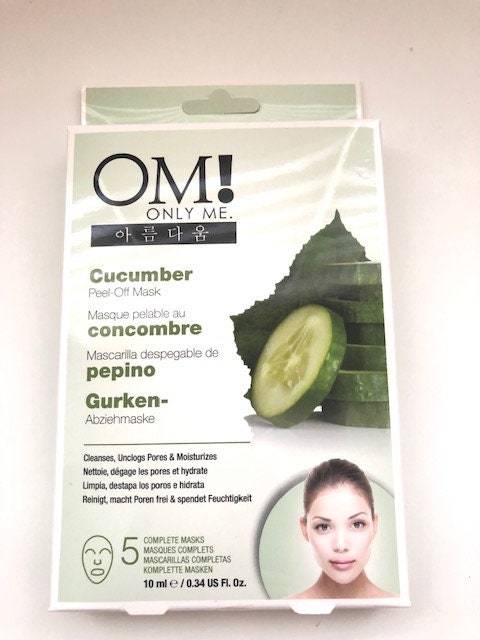 OM!
ONLY ME.
아름다움
Cucumber
Peel-Off Mask
Masque pelable au
concombre
Mascarilla despegable de
pepino
Gurken-
Abziehmaske
Cleanses, Unclogs Pores & Moisturizes
Nettoie, dégage les pores et hydrate
Limpia, destapa los poros e hidrata
Reinigt, macht Poren frei & spendet Feuchtigkeit
5
COMPLETE MASKS
MASQUES COMPLETS
MASCARILLAS COMPLETAS
KOMPLETTE MASKEN
10 ml ℮ / 0.34 US Fl. Oz.